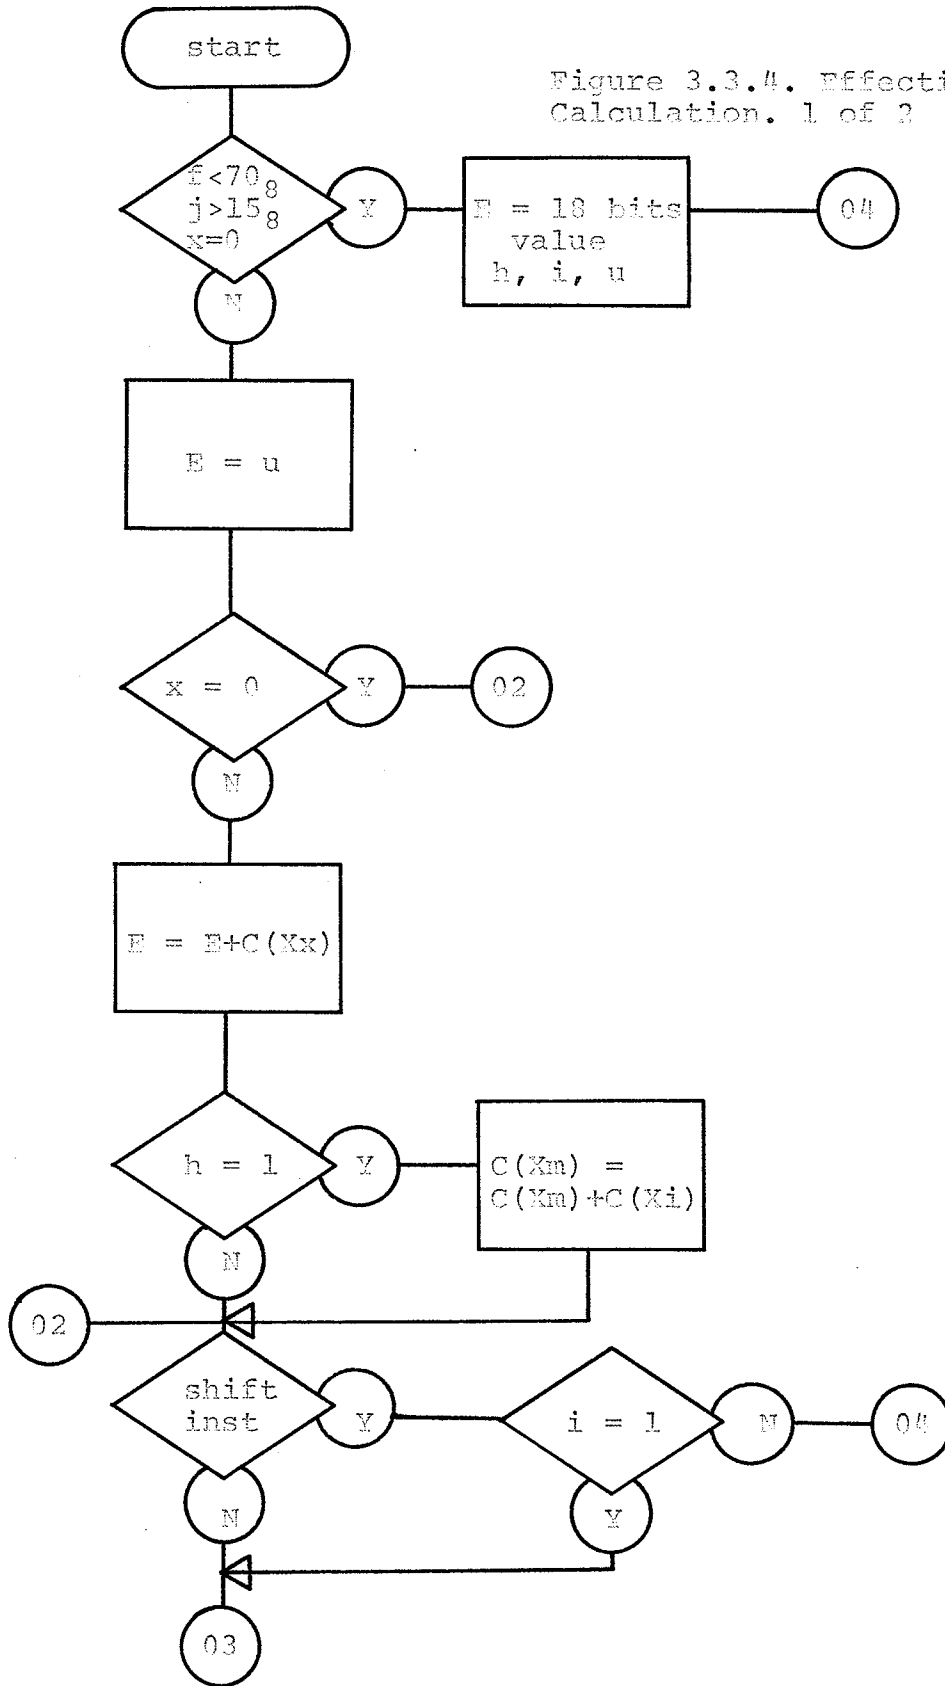 start
Figure 3.3.4. Effecti
Calculation. 1 of 2
f<70₈
j>15₈
x=0
Y
E = 18 bits
value
h, i, u
04
N
E = u
x = 0
Y
02
N
E = E+C(Xx)
h = 1
Y
C(Xm) =
C(Xm)+C(Xi)
N
02
shift
inst
Y
i = 1
N
04
N
Y
03